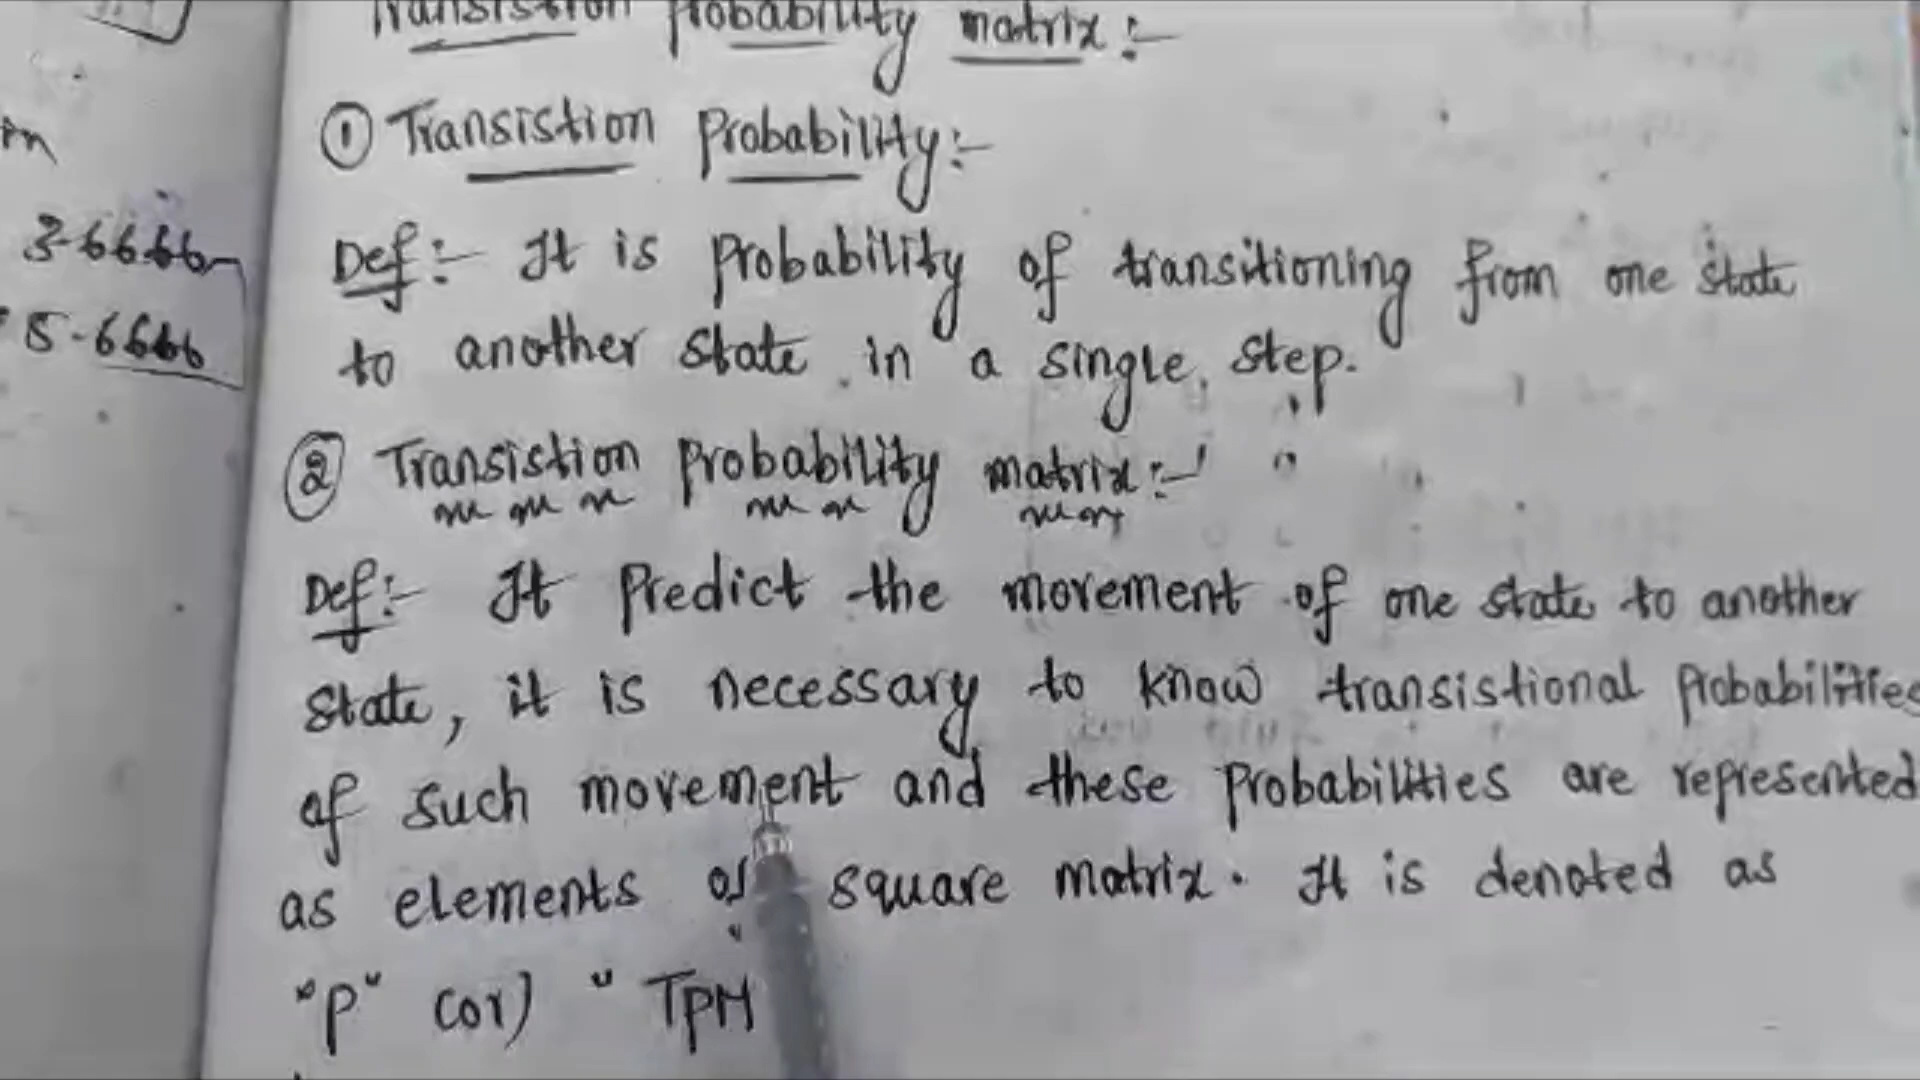 Transistion probability matrix :-
① Transistion probability:-
Def:- It is probability of transitioning from one state
to another state in a single step.
② Transistion probability matrix:-
Def:- It predict the movement of one state to another
state, it is necessary to know transistional probabilities
of such movement and these probabilities are represented
as elements of square matrix. It is denoted as
"p" (or) " TPM
3.6666
5.6666